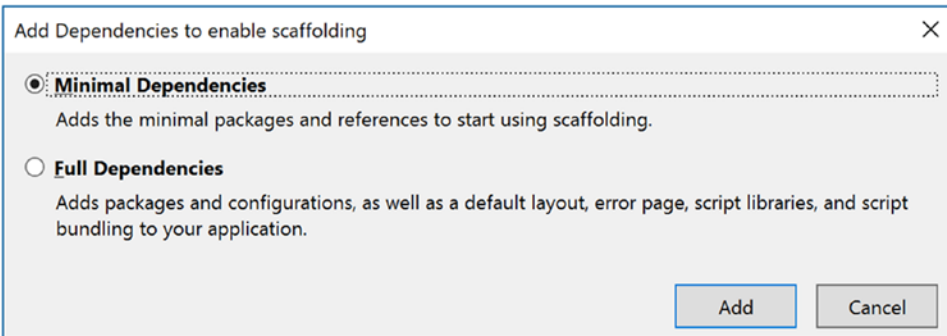 Add Dependencies to enable scaffolding
Minimal Dependencies
Adds the minimal packages and references to start using scaffolding.
Full Dependencies
Adds packages and configurations, as well as a default layout, error page, script libraries, and script
bundling to your application.
Add
Cancel